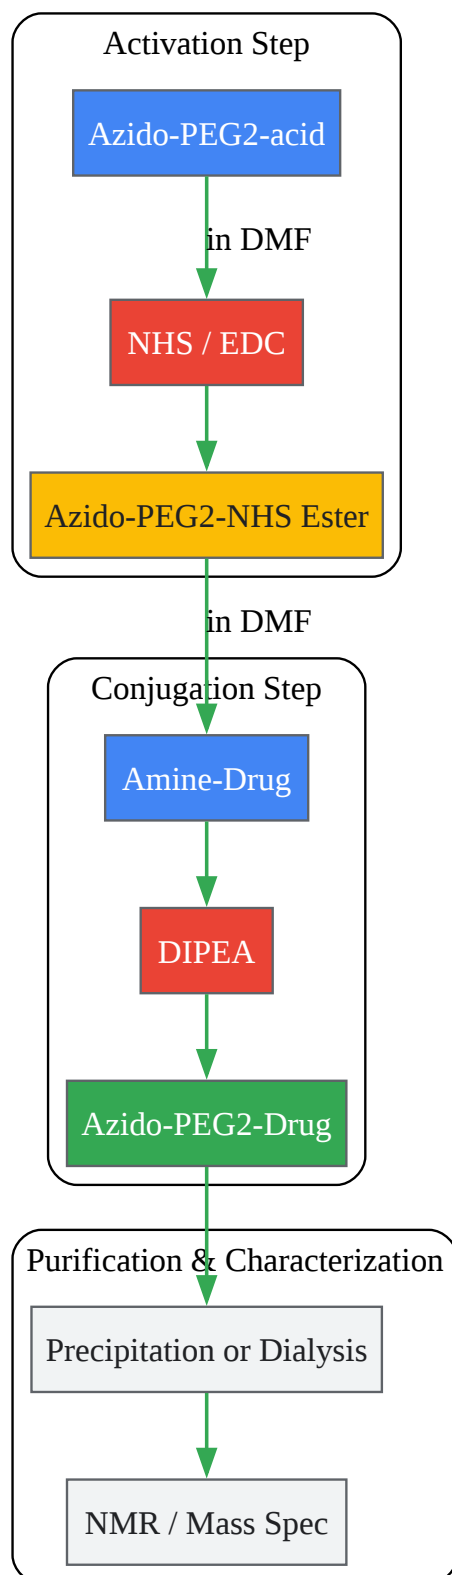 Activation Step
Azido-PEG2-acid
in DMF
NHS / EDC
Azido-PEG2-NHS Ester
in DMF
Conjugation Step
Amine-Drug
DIPEA
Azido-PEG2-Drug
Purification & Characterization
Precipitation or Dialysis
NMR / Mass Spec